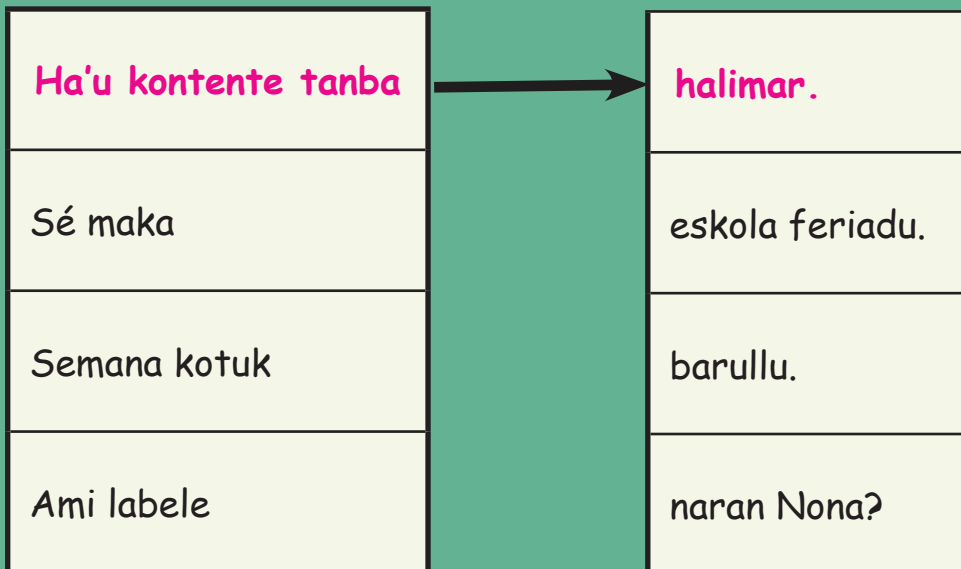 Ha'u kontente tanba
halimar.
Sé maka
eskola feriadu.
Semana kotuk
barullu.
Ami labele
naran Nona?